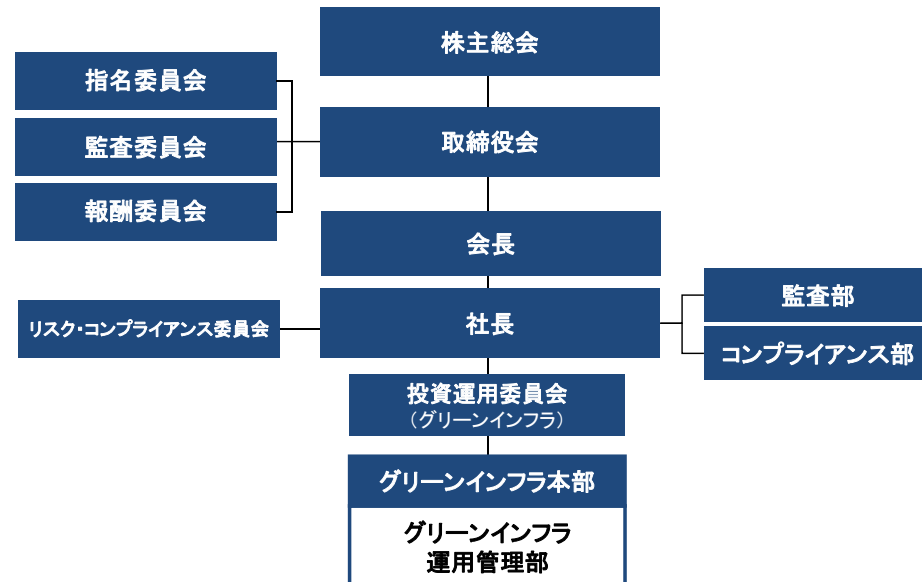 株主総会
指名委員会
監査委員会
報酬委員会
取締役会
会長
リスク・コンプライアンス委員会
社長
監査部
コンプライアンス部
投資運用委員会
（グリーンインフラ）
グリーンインフラ本部
グリーンインフラ
運用管理部